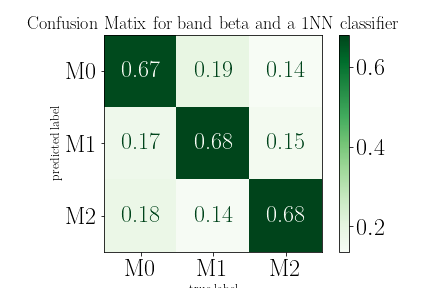 Confusion Matix for band beta and a 1NN classifier
M0 0.67 0.19 0.14
M1 0.17 0.68 0.15
M2 0.18 0.14 0.68
M0 M1 M2
predicted label
true label
0.6
0.4
0.2